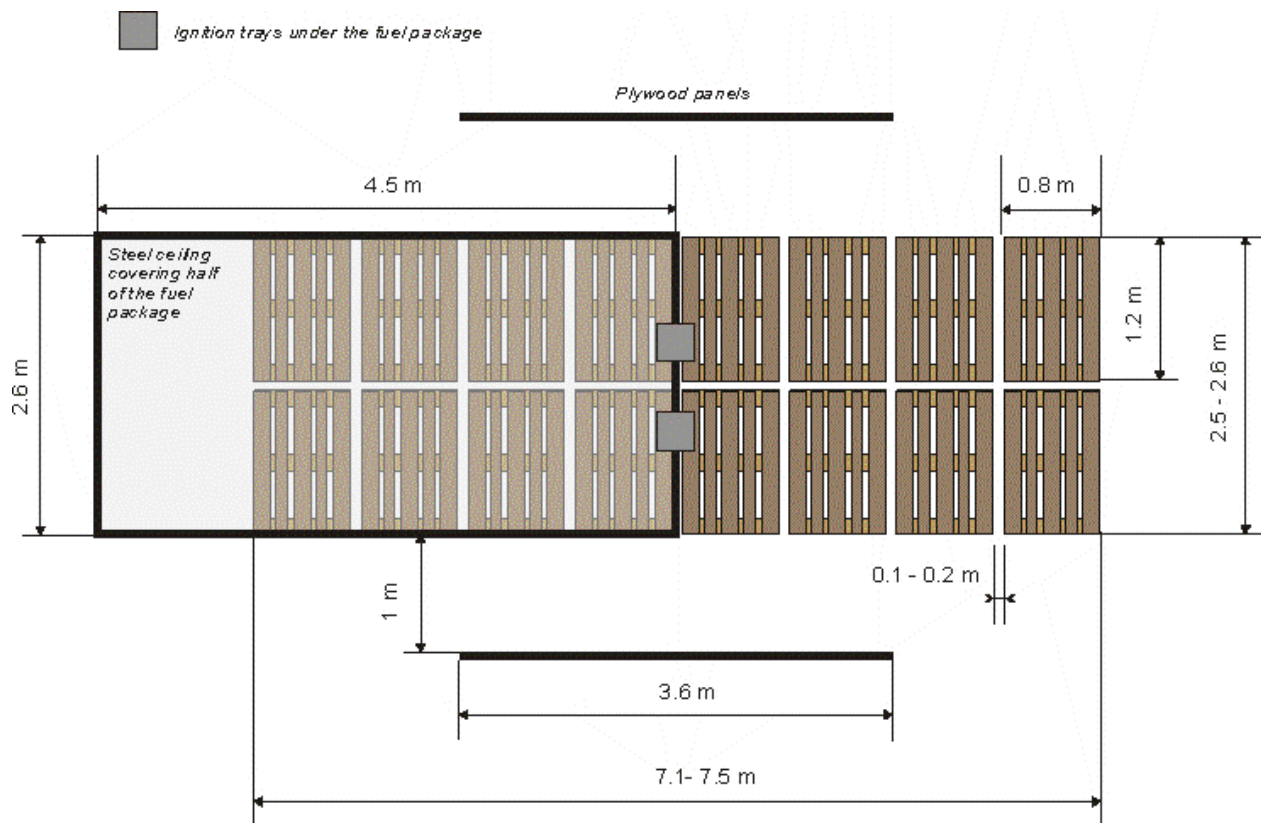 Ignition trays under the fuel package
Plywood panels
4.5 m
0.8 m
Steel ceiling
covering half
of the fuel
package
2.6 m
1.2 m
2.5 - 2.6 m
0.1 - 0.2 m
1 m
3.6 m
7.1- 7.5 m